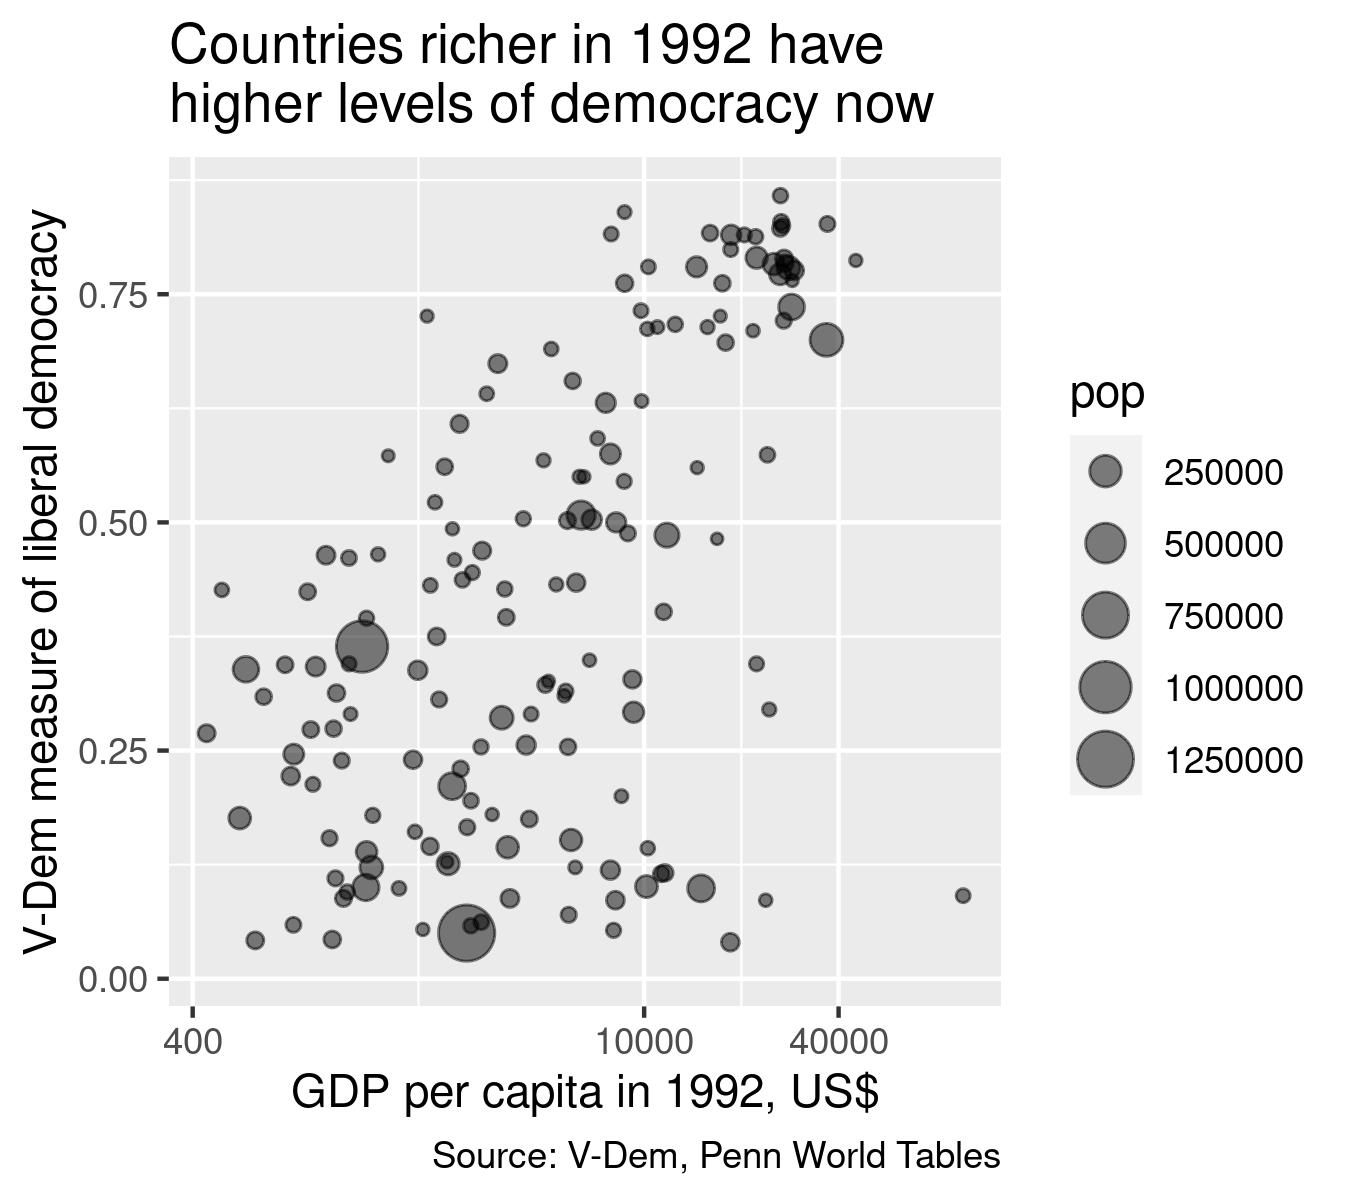 Countries richer in 1992 have
higher levels of democracy now
V-Dem measure of liberal democracy
0.75
0.50
0.25
0.00
400
10000
40000
GDP per capita in 1992, US$
Source: V-Dem, Penn World Tables
pop
250000
500000
750000
1000000
1250000